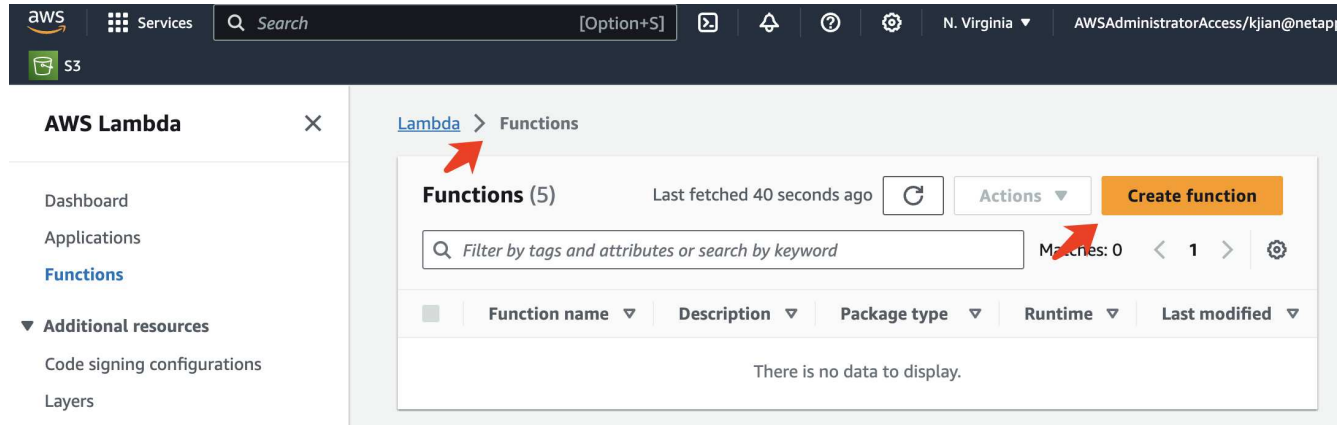 aws Services Search [Option+S] N. Virginia ▼ AWSAdministratorAccess/kjian@netapp
S3
AWS Lambda
Lambda > Functions
Functions (5) Last fetched 40 seconds ago Actions ▼ Create function
Dashboard
Applications
Filter by tags and attributes or search by keyword Matches: 0 < 1 >
Functions
Function name Description Package type Runtime Last modified
▼ Additional resources
Code signing configurations
There is no data to display.
Layers